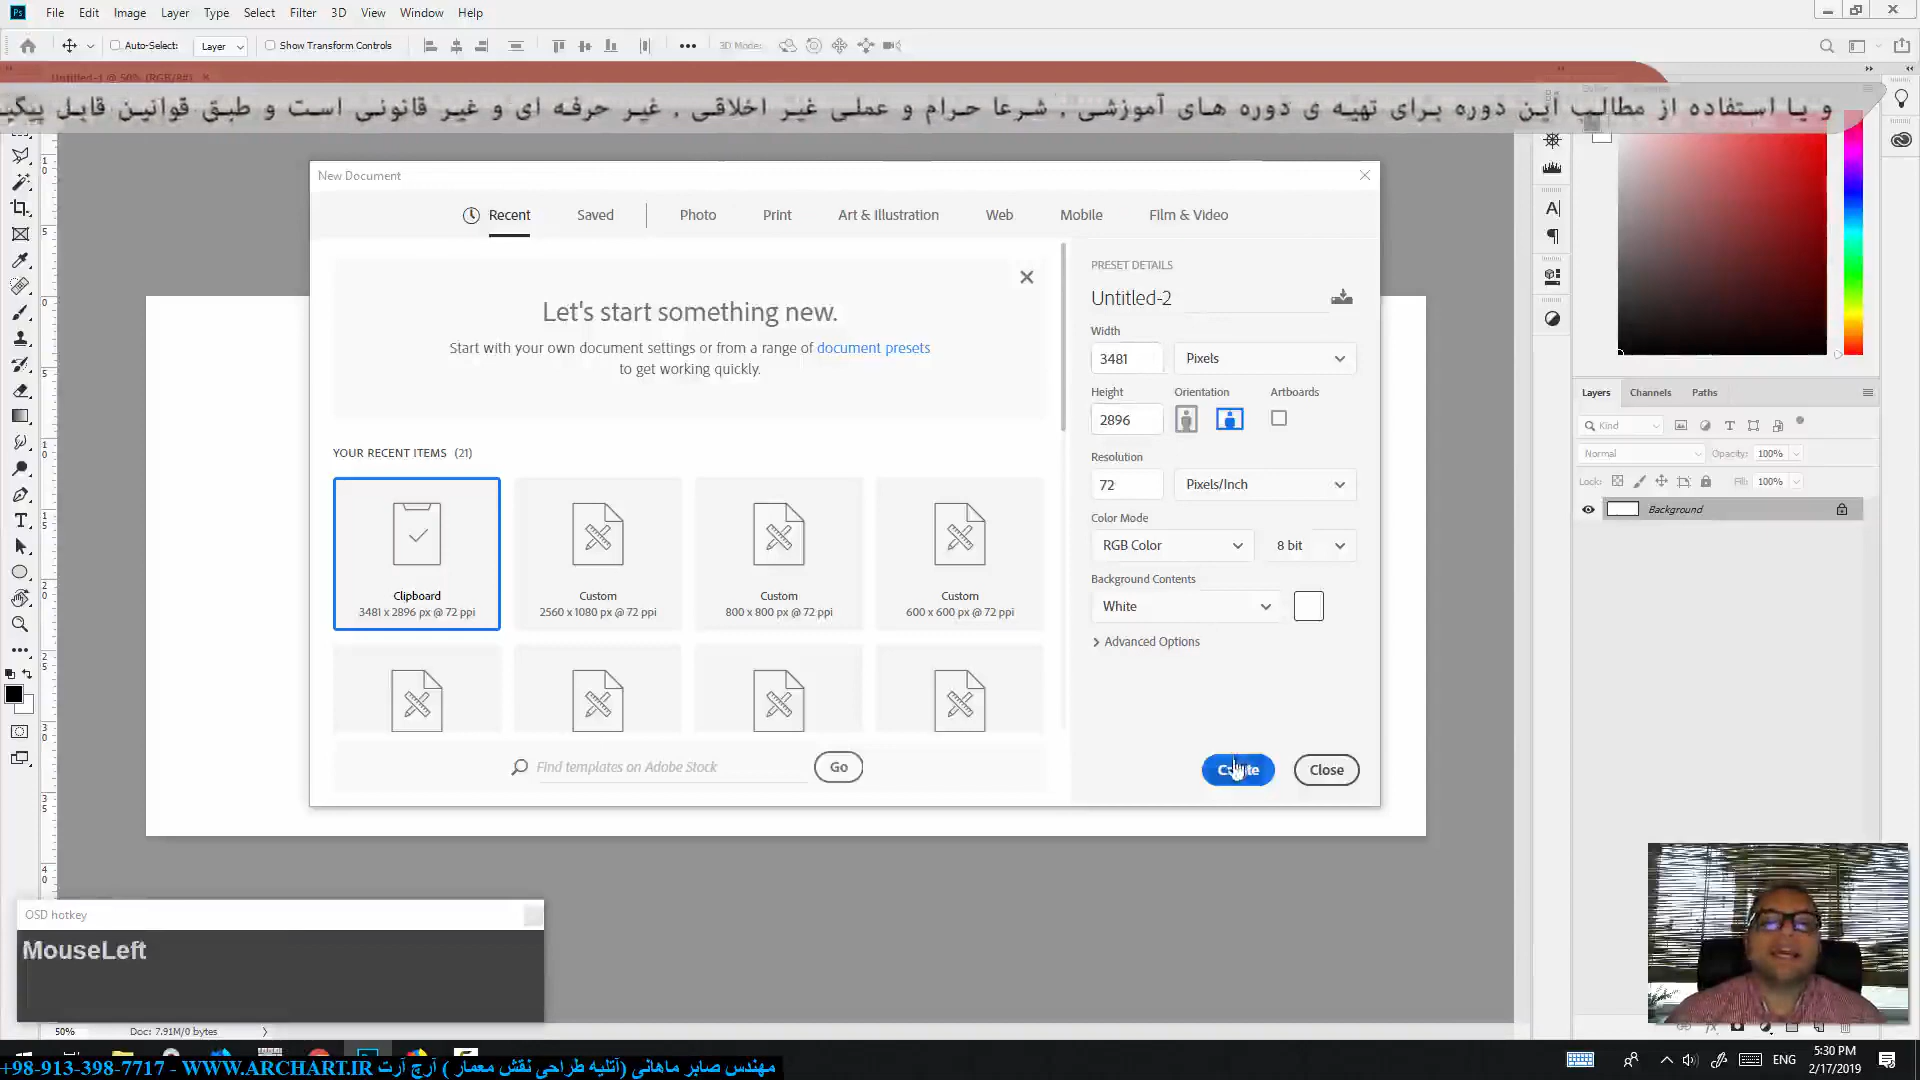 File Edit Image Layer Type Select Filter 3D View Window Help
Auto-Select: Layer Show Transform Controls 3D Mode:
Untitled-1 @ 50% (RGB/8#)
و یا استفاده از مطالب این دوره برای تهیه ی دوره های آموزشی , شرعا حرام و عملی غیر اخلاقی , غیر حرفه ای و غیر قانونی است و طبق قوانین قابل پیگی
New Document
Recent Saved Photo Print Art & Illustration Web Mobile Film & Video
Let's start something new.
Start with your own document settings or from a range of document presets
to get working quickly.
YOUR RECENT ITEMS (21)
Clipboard
3481 x 2896 px @ 72 ppi
Custom
2560 x 1080 px @ 72 ppi
Custom
800 x 800 px @ 72 ppi
Custom
600 x 600 px @ 72 ppi
Find templates on Adobe Stock Go
PRESET DETAILS
Untitled-2
Width
3481 Pixels
Height Orientation Artboards
2896
Resolution
72 Pixels/Inch
Color Mode
RGB Color 8 bit
Background Contents
White
Advanced Options
Close
Layers Channels Paths
Kind
Normal Opacity: 100%
Lock: Fill: 100%
Background
OSD hotkey
MouseLeft
50% Doc: 7.91M/0 bytes
+98-913-398-7717 - WWW.ARCHART.IR مهندس صابر ماهانی (آتلیه طراحی نقش معمار ) آرچ آرت
ENG
5:30 PM
2/17/2019